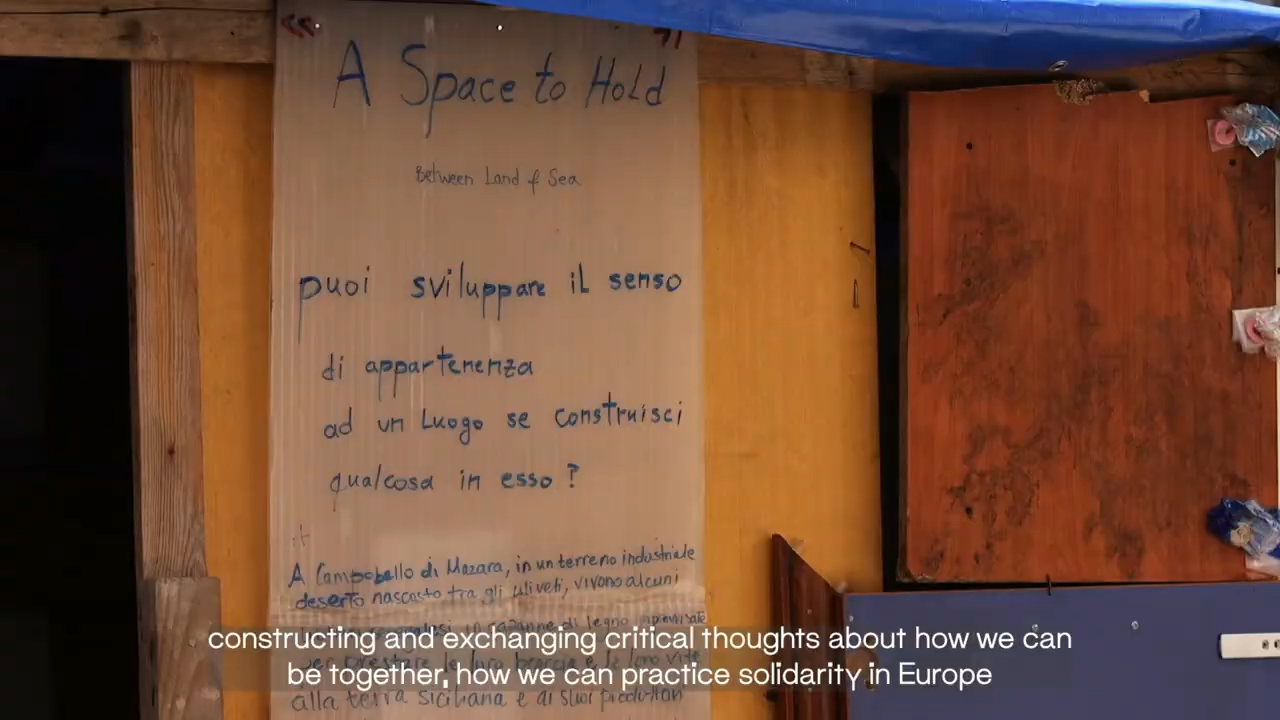 A Space to Hold
Between Land & Sea
puoi sviluppare il senso
di appartenenza
ad un Luogo se construisci
qualcosa in esso?
A Campobello di Mazara, in un terreno industriale
deserto nascosto tra gli uliveti, vivono alcuni
in di legno
alla terra siciliana e ai suoi
constructing and exchanging critical thoughts about how we can
be together, how we can practice solidarity in Europe